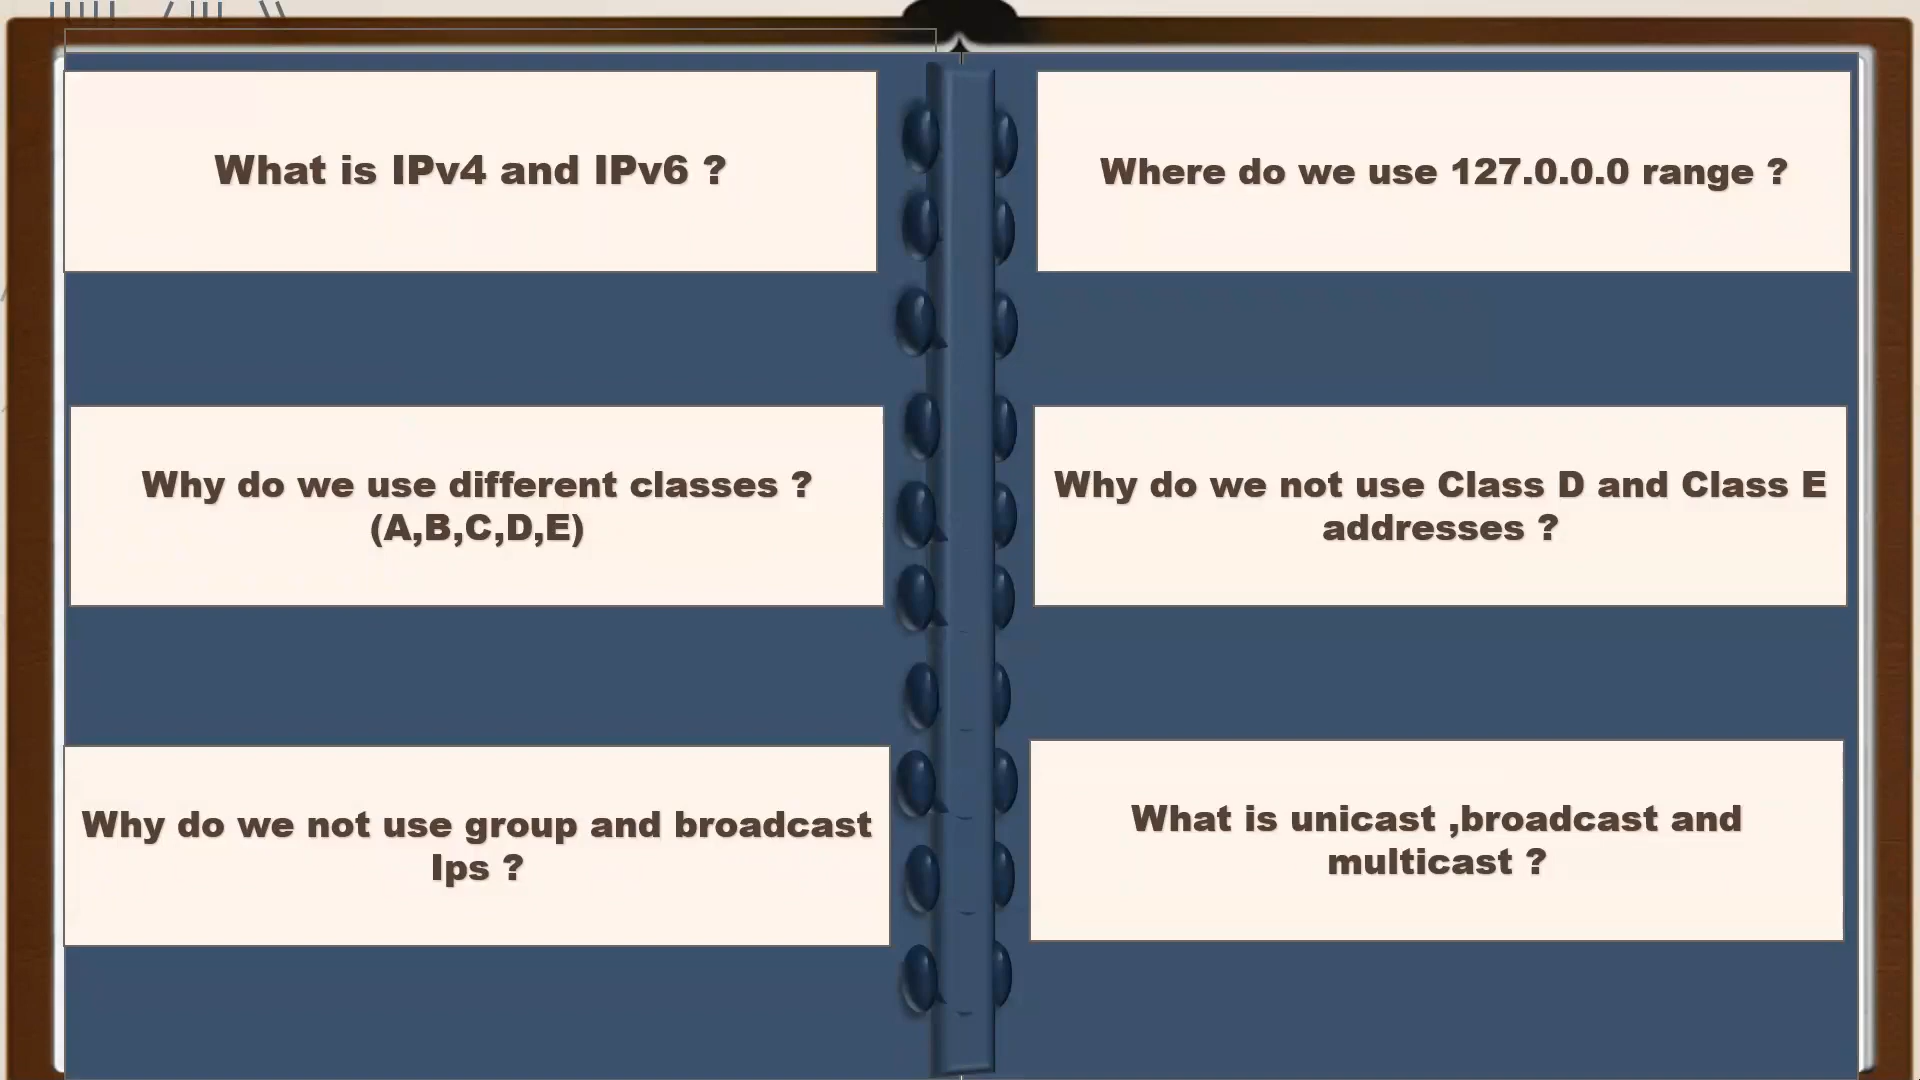 What is IPv4 and IPv6 ?
Where do we use 127.0.0.0 range ?
Why do we use different classes ?
(A,B,C,D,E)
Why do we not use Class D and Class E
addresses ?
Why do we not use group and broadcast
Ips ?
What is unicast ,broadcast and
multicast ?